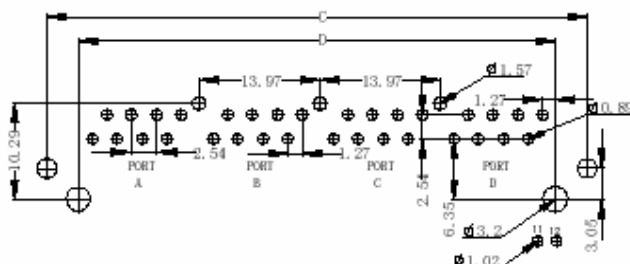 C
D
13.97
13.97
ø1.57
1.27
ø0.89
10.29
2.54
1.27
PORT
A
PORT
B
PORT
C
PORT
D
2.54
6.35
ø3.2
3.05
11
12
ø1.02